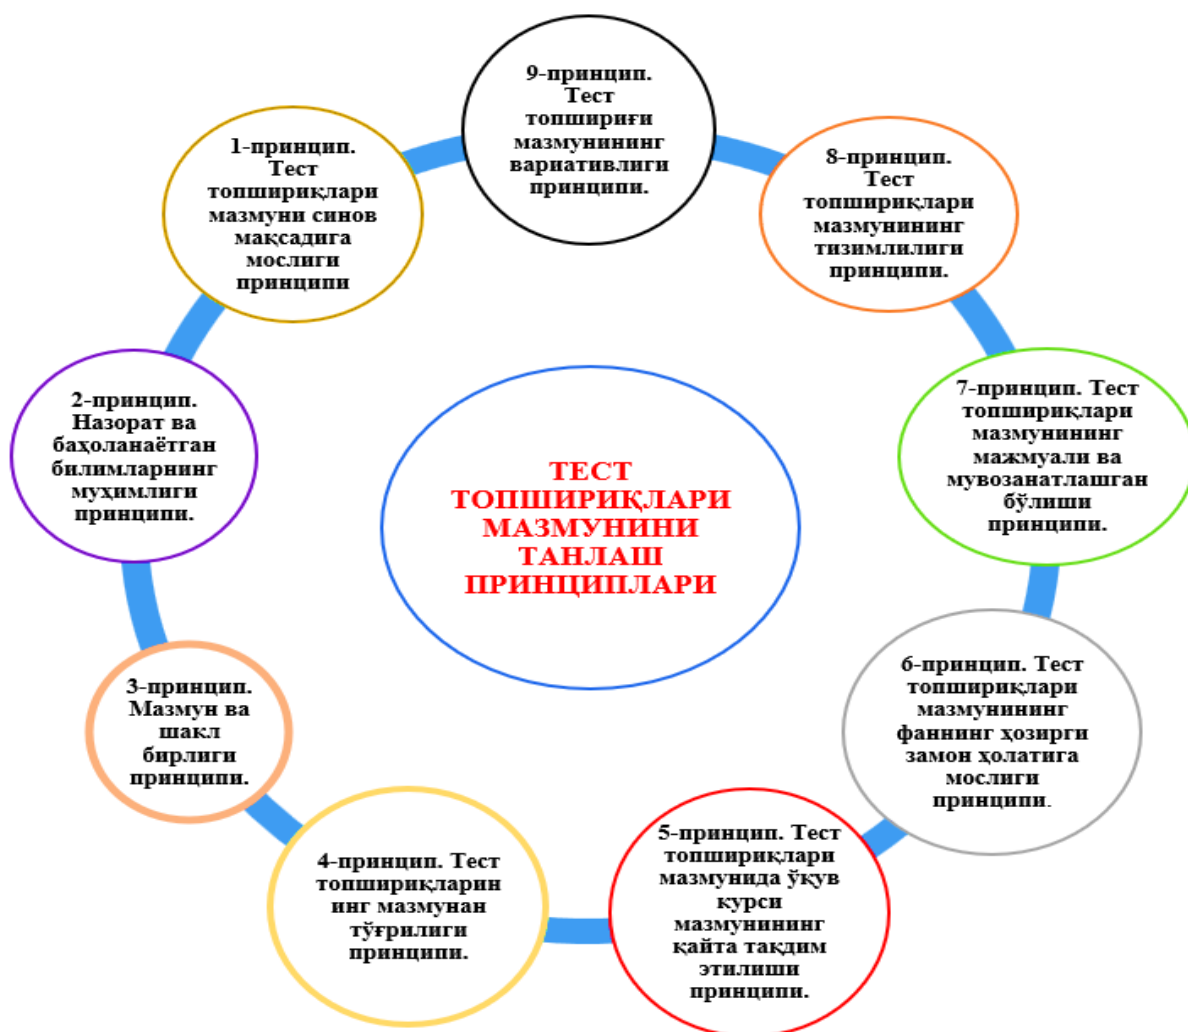 9-принцип.
Тест
топшириғи
мазмунининг
вариативлиги
принципи.
1-принцип.
Тест
топшириқлари
мазмуни синов
мақсадига
мослиги
принципи
8-принцип.
Тест
топшириқлари
мазмунининг
тизимлилиги
принципи.
2-принцип.
Назорат ва
баҳоланаётган
билимларнинг
муҳимлиги
принципи.
7-принцип. Тест
топшириқлари
мазмунининг
мажмуали ва
мувозанатлашган
бўлиши
принципи.
ТЕСТ
ТОПШИРИҚЛАРИ
МАЗМУНИНИ
ТАНЛАШ
ПРИНЦИПЛАРИ
3-принцип.
Мазмун ва
шакл
бирлиги
принципи.
6-принцип. Тест
топшириқлари
мазмунининг
фаннинг ҳозирги
замон ҳолатига
мослиги
принципи.
4-принцип. Тест
топшириқларин
инг мазмунан
тўғрилиги
принципи.
5-принцип. Тест
топшириқлари
мазмунида ўқув
курси
мазмунининг
қайта тақдим
этилиши
принципи.